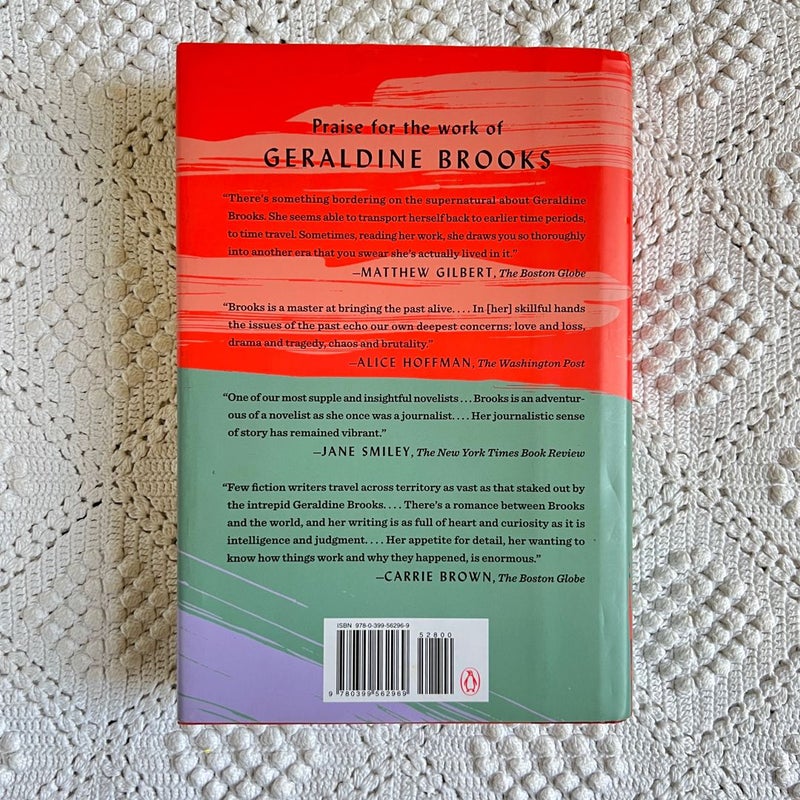 Praise for the work of
GERALDINE BROOKS
“There’s something bordering on the supernatural about Geraldine
Brooks. She seems able to transport herself back to earlier time periods,
to time travel. Sometimes, reading her work, she draws you so thoroughly
into another era that you swear she’s actually lived in it.”
—MATTHEW GILBERT, The Boston Globe
“Brooks is a master at bringing the past alive. . . . In [her] skillful hands
the issues of the past echo our own deepest concerns: love and loss,
drama and tragedy, chaos and brutality.”
—ALICE HOFFMAN, The Washington Post
“One of our most supple and insightful novelists . . . Brooks is an adventur-
ous of a novelist as she once was a journalist. . . . Her journalistic sense
of story has remained vibrant.”
—JANE SMILEY, The New York Times Book Review
“Few fiction writers travel across territory as vast as that staked out by
the intrepid Geraldine Brooks. . . . There’s a romance between Brooks
and the world, and her writing is as full of heart and curiosity as it is
intelligence and judgment. . . . Her appetite for detail, her wanting to
know how things work and why they happened, is enormous.”
—CARRIE BROWN, The Boston Globe
ISBN 978-0-399-56296-9
52800
9 780399 562969